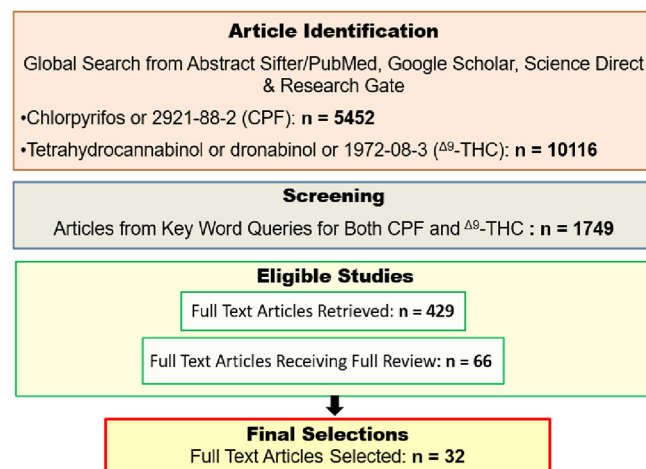 Article Identification
Global Search from Abstract Sifter/PubMed, Google Scholar, Science Direct
& Research Gate
•Chlorpyrifos or 2921-88-2 (CPF): n = 5452
•Tetrahydrocannabinol or dronabinol or 1972-08-3 (Δ9-THC): n = 10116
Screening
Articles from Key Word Queries for Both CPF and Δ9-THC : n = 1749
Eligible Studies
Full Text Articles Retrieved: n = 429
Full Text Articles Receiving Full Review: n = 66
Final Selections
Full Text Articles Selected: n = 32